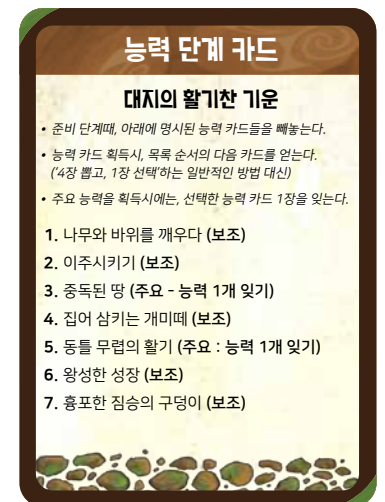 능력 단계 카드
대지의 활기찬 기운
• 준비 단계때, 아래에 명시된 능력 카드들을 빼놓는다.
• 능력 카드 획득시, 목록 순서의 다음 카드를 얻는다.
('4장 뽑고, 1장 선택'하는 일반적인 방법 대신)
• 주요 능력을 획득시에는, 선택한 능력 카드 1장을 잊는다.
1. 나무와 바위를 깨우다 (보조)
2. 이주시키기 (보조)
3. 중독된 땅 (주요 - 능력 1개 잊기)
4. 집어 삼키는 개미떼 (보조)
5. 동틀 무렵의 활기 (주요 : 능력 1개 잊기)
6. 왕성한 성장 (보조)
7. 흉포한 짐승의 구덩이 (보조)